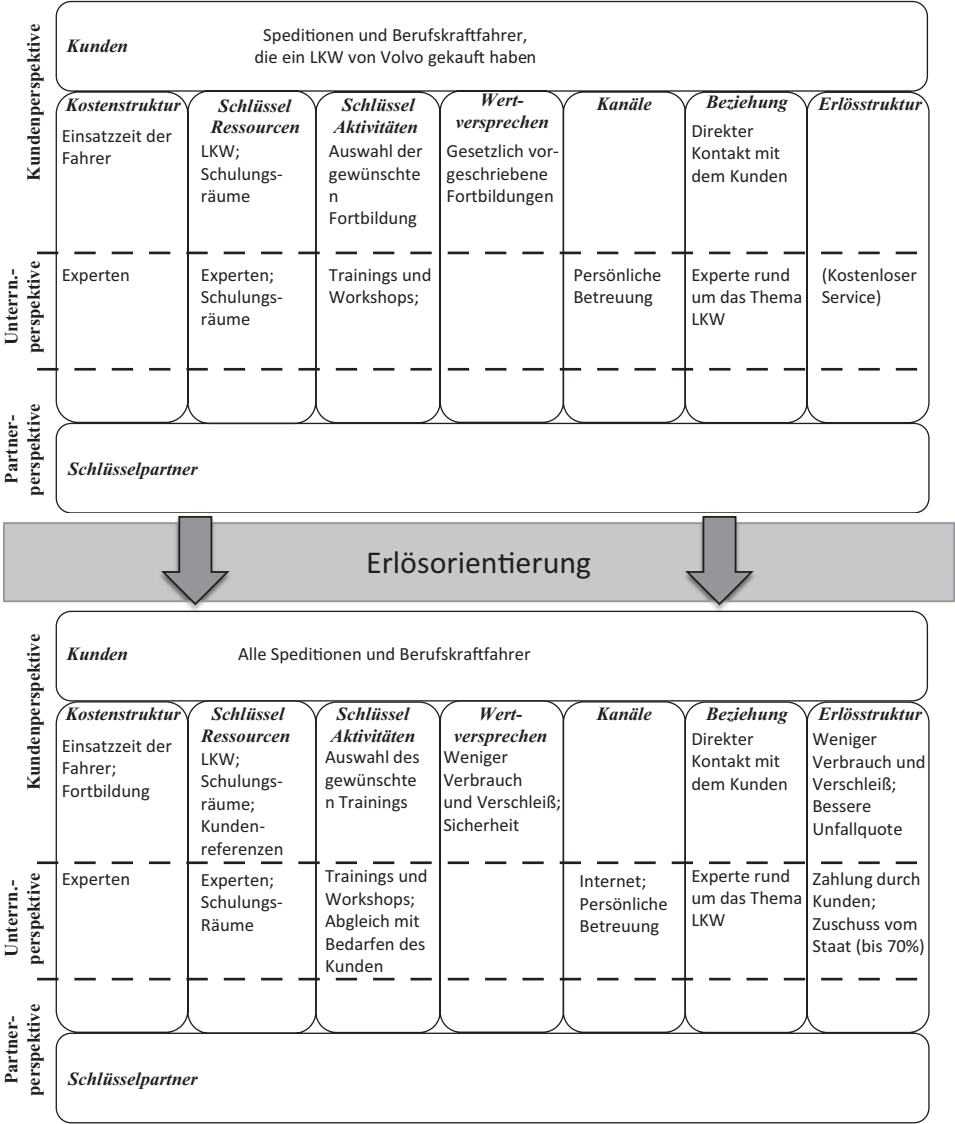 Kundenperspektive
Kunden
Speditionen und Berufskraftfahrer,
die ein LKW von Volvo gekauft haben
Kostenstruktur
Einsatzzeit der
Fahrer
Schlüssel
Ressourcen
LKW;
Schulungs-
räume
Schlüssel
Aktivitäten
Auswahl der
gewünschte
n
Fortbildung
Wert-
versprechen
Gesetzlich vor-
geschriebene
Fortbildungen
Kanäle
Beziehung
Direkter
Kontakt mit
dem Kunden
Erlösstruktur
Unterrn.-
perspektive
Experten
Experten;
Schulungs-
räume
Trainings und
Workshops;
Persönliche
Betreuung
Experte rund
um das Thema
LKW
(Kostenloser
Service)
Partner-
perspektive
Schlüsselpartner
Erlösorientierung
Kundenperspektive
Kunden
Alle Speditionen und Berufskraftfahrer
Kostenstruktur
Einsatzzeit der
Fahrer;
Fortbildung
Schlüssel
Ressourcen
LKW;
Schulungs-
räume;
Kunden-
referenzen
Schlüssel
Aktivitäten
Auswahl des
gewünschte
n Trainings
Wert-
versprechen
Weniger
Verbrauch
und Verschleiß;
Sicherheit
Kanäle
Beziehung
Direkter
Kontakt mit
dem Kunden
Erlösstruktur
Weniger
Verbrauch und
Verschleiß;
Bessere
Unfallquote
Unterrn.-
perspektive
Experten
Experten;
Schulungs-
Räume
Trainings und
Workshops;
Abgleich mit
Bedarfen des
Kunden
Internet;
Persönliche
Betreuung
Experte rund
um das Thema
LKW
Zahlung durch
Kunden;
Zuschuss vom
Staat (bis 70%)
Partner-
perspektive
Schlüsselpartner